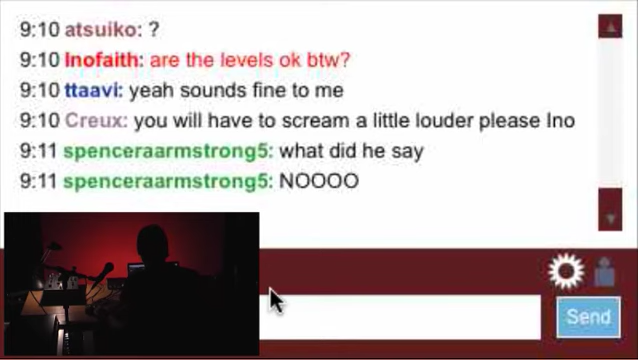 9:10 atsuiko: ?
9:10 Inofaith: are the levels ok btw?
9:10 ttaavi: yeah sounds fine to me
9:10 Creux: you will have to scream a little louder please Ino
9:11 spenceraarmstrong5: what did he say
9:11 spenceraarmstrong5: NOOOO
Send